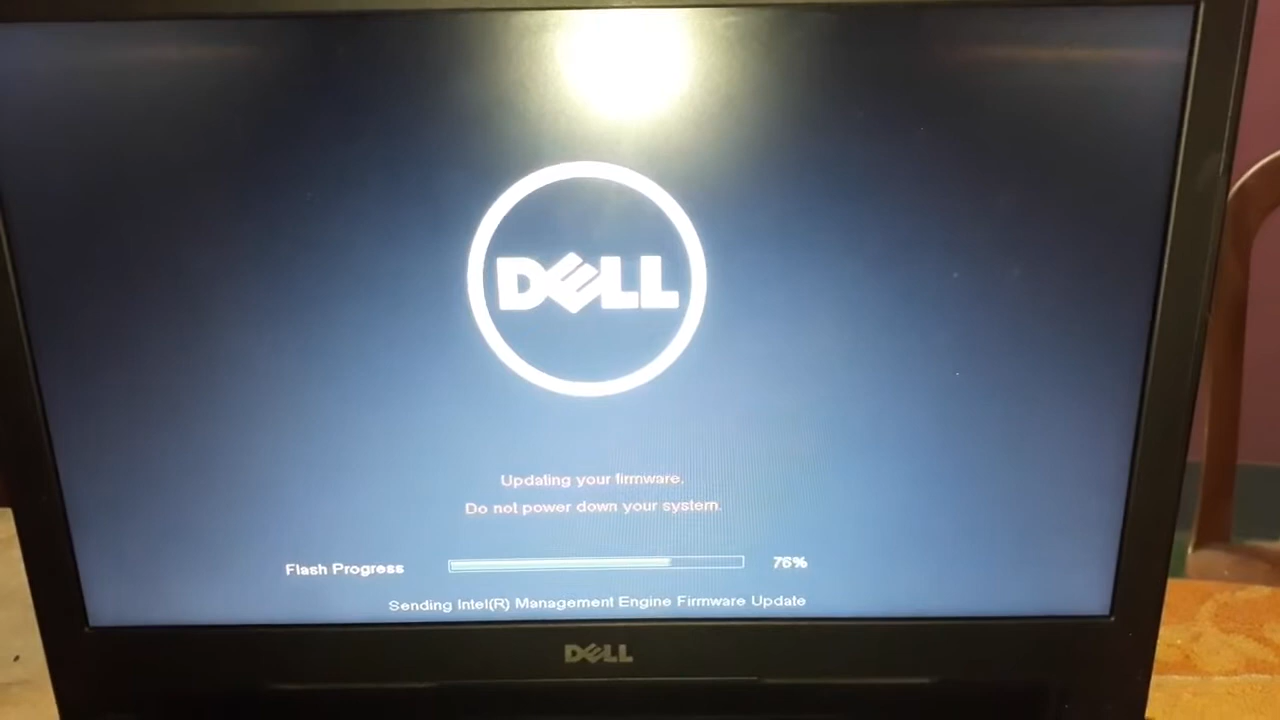 DELL
Updating your firmware.
Do not power down your system.
Flash Progress 76%
Sending Intel(R) Management Engine Firmware Update
DELL